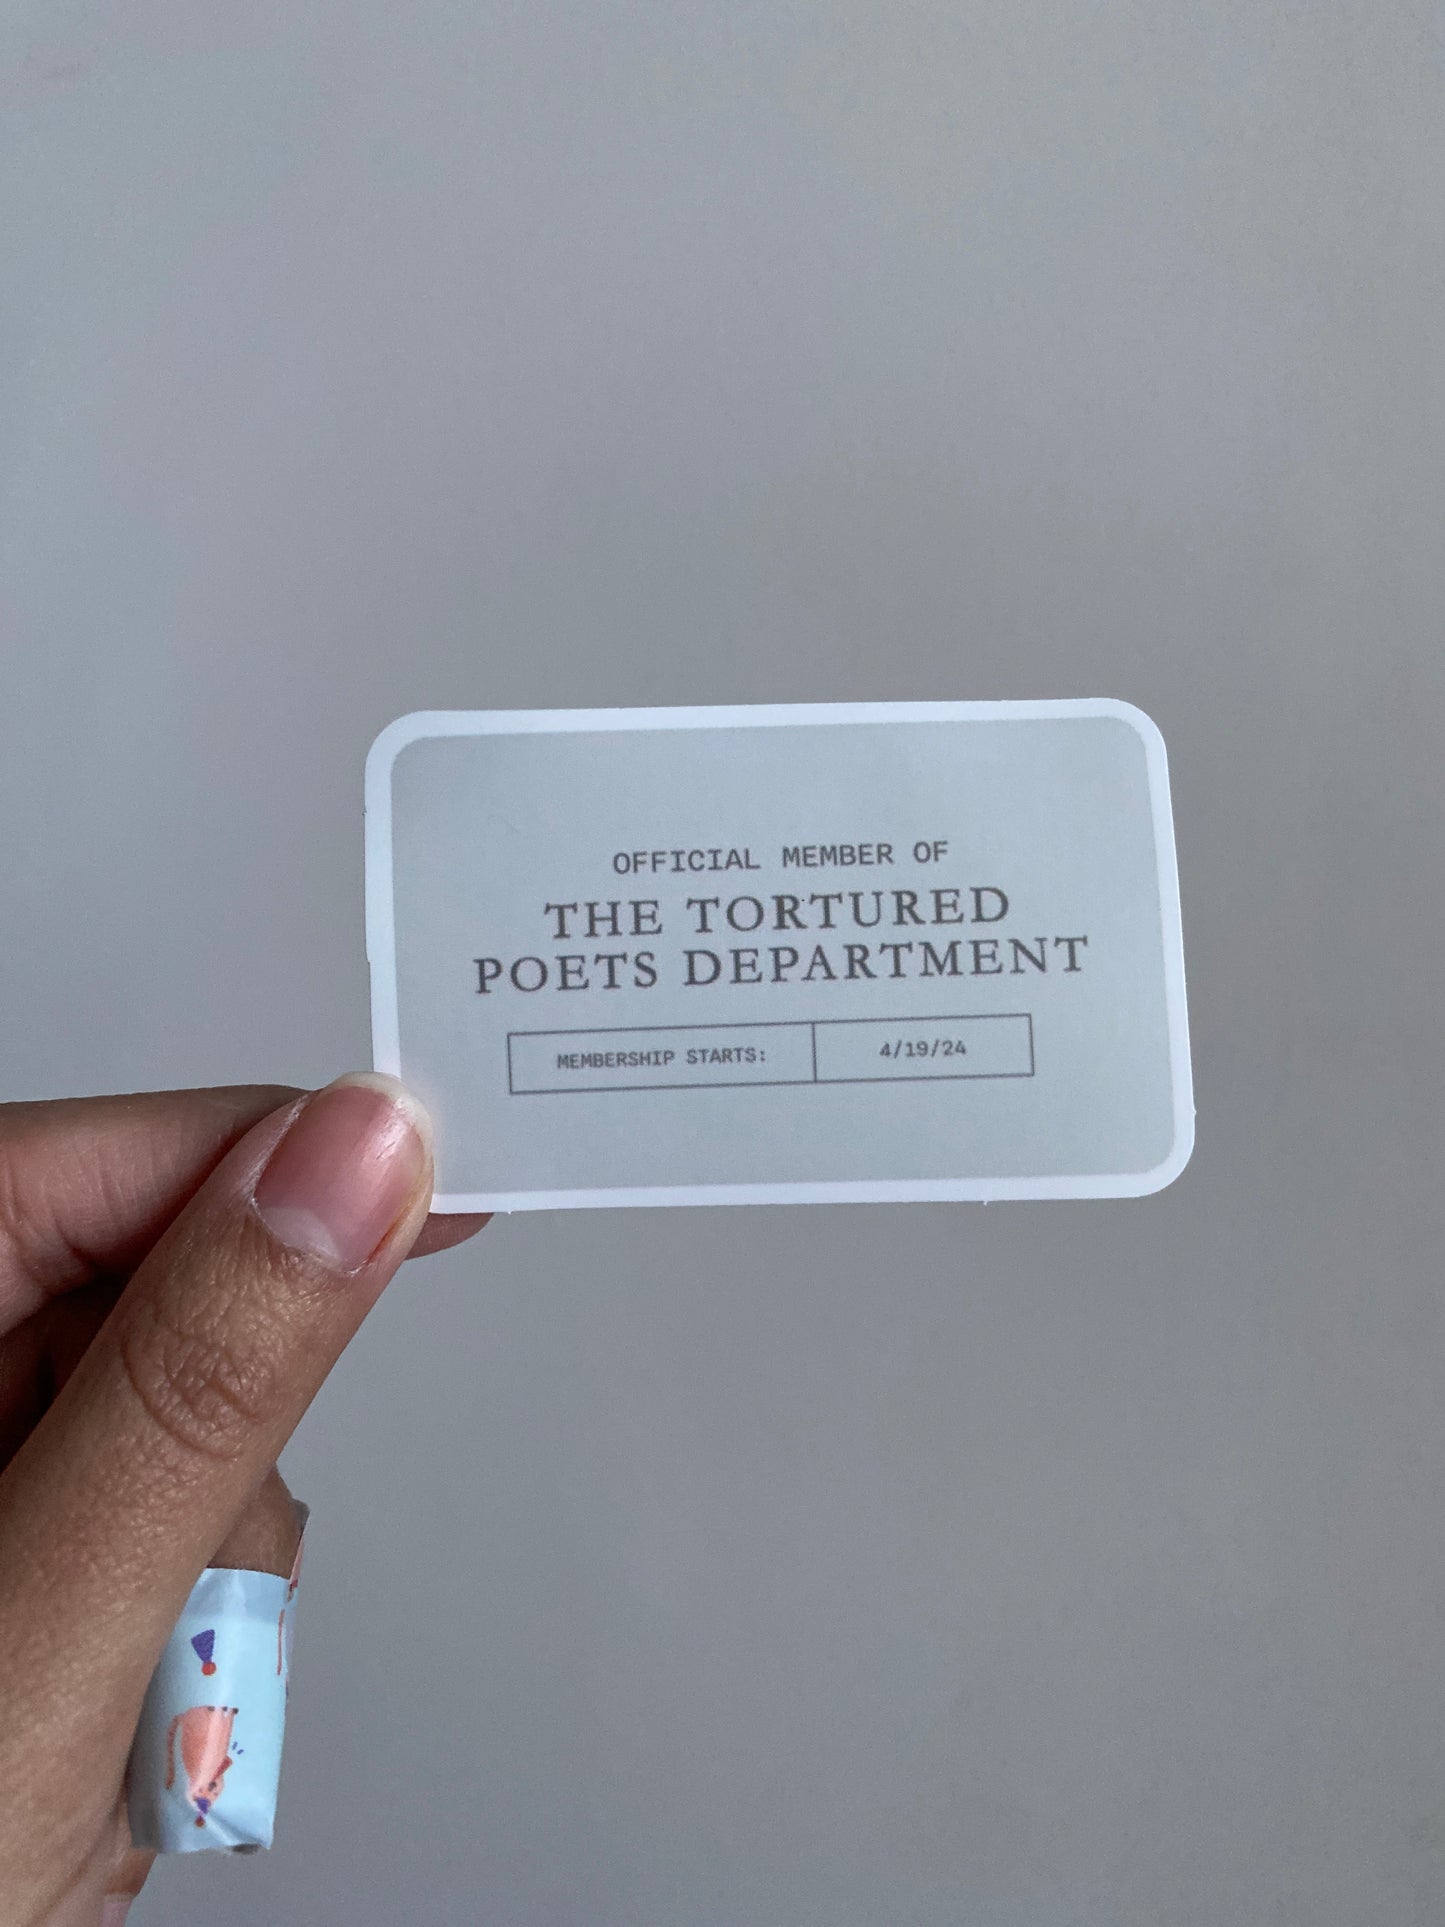 OFFICIAL MEMBER OF
THE TORTURED
POETS DEPARTMENT
MEMBERSHIP STARTS: 4/19/24